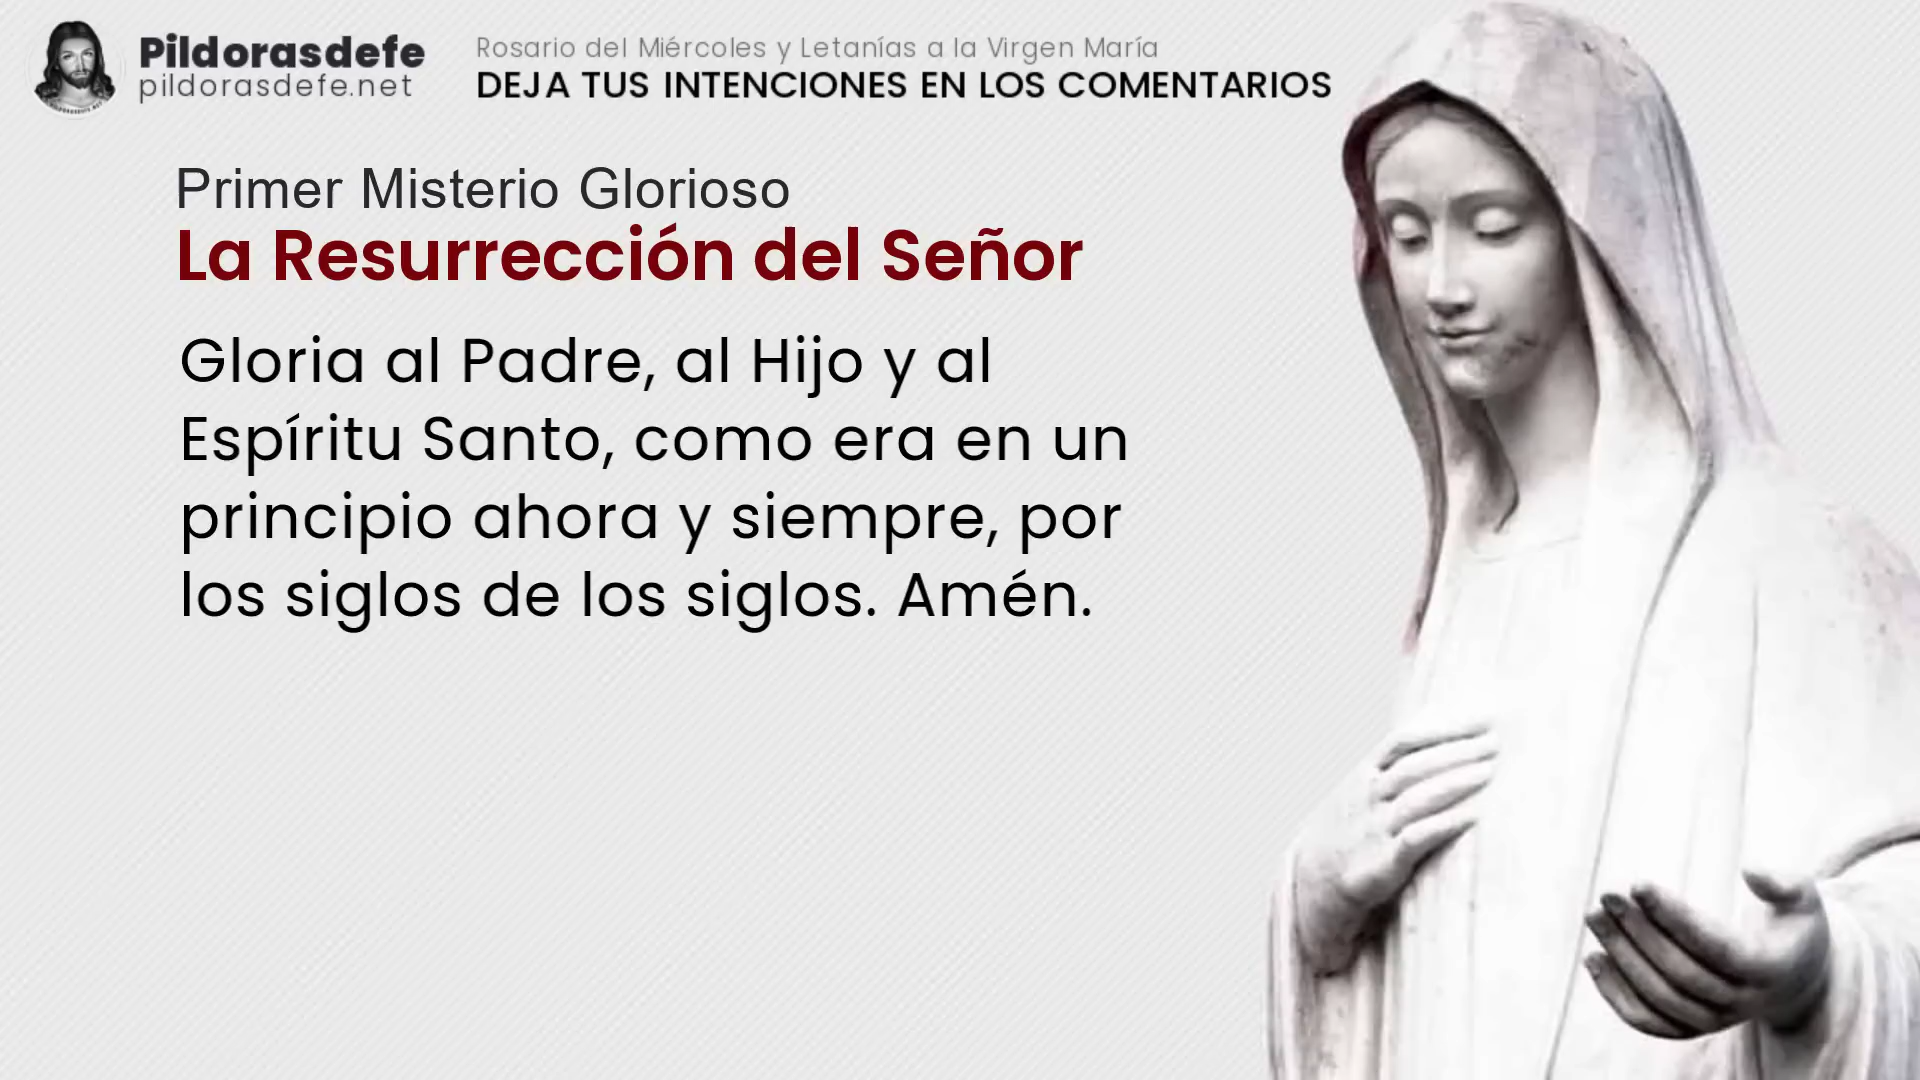 Pildorasdefe
pildorasdefe.net
Rosario del Miércoles y Letanías a la Virgen María
DEJA TUS INTENCIONES EN LOS COMENTARIOS
Primer Misterio Glorioso
La Resurrección del Señor
Gloria al Padre, al Hijo y al
Espíritu Santo, como era en un
principio ahora y siempre, por
los siglos de los siglos. Amén.